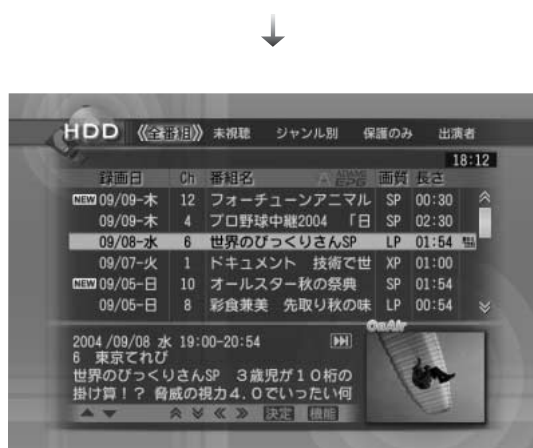 HDD 《全番組》 未視聴 ジャンル別 保護のみ 出演者
18:12
録画日 Ch 番組名 ADAMS EPG 画質 長さ
NEW 09/09-木 12 フォーチューンアニマル SP 00:30
09/09-木 4 プロ野球中継2004 「日 SP 02:30
09/08-水 6 世界のびっくりさんSP LP 01:54
09/07-火 1 ドキュメント 技術で世 XP 01:00
NEW 09/05-日 10 オールスター秋の祭典 SP 01:54
09/05-日 8 彩食兼美 先取り秋の味 LP 00:54
OnAir
2004/09/08 水 19:00-20:54
6 東京てれび
世界のびっくりさんSP 3歳児が10桁の
掛け算!? 脅威の視力4.0でいったい何
決定 機能